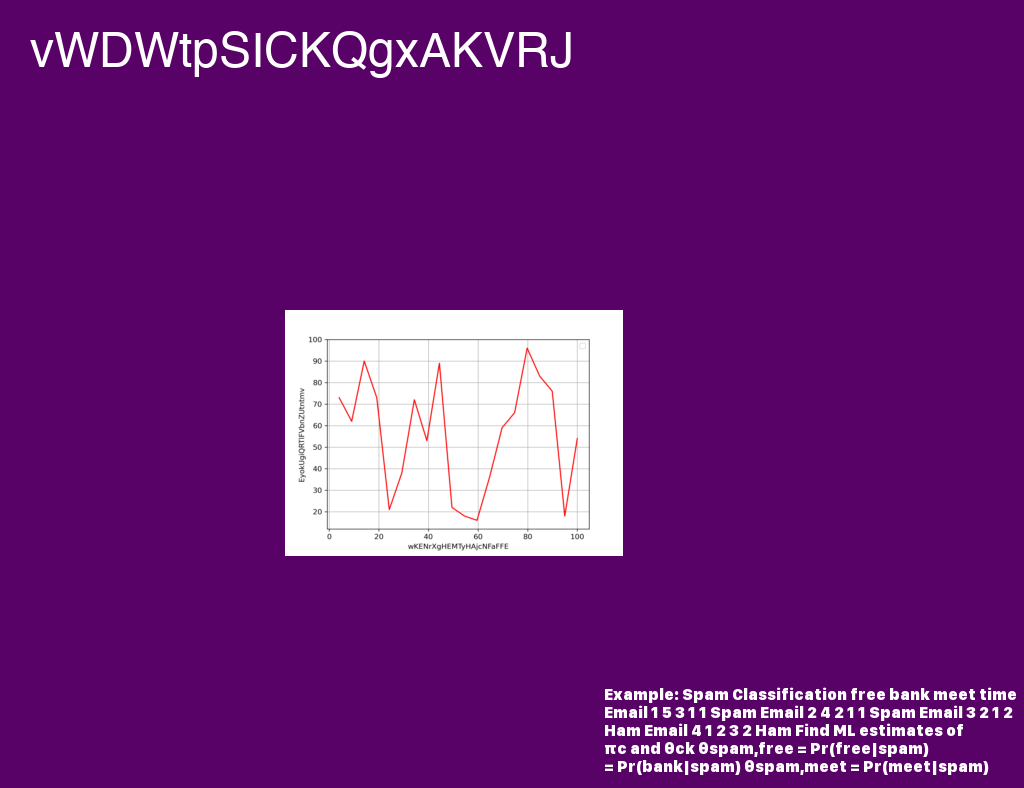 vWDWtpSICKQgxAKVRJ
100
90
80
70
60
50
40
30
20
0 20 40 60 80 100
EyokUgiQRTIFVbnZUtntmv
wKENrXgHEMTyHAjcNFaFFE
Example: Spam Classification free bank meet time
Email 1 5 3 1 1 Spam Email 2 4 2 1 1 Spam Email 3 2 1 2
Ham Email 4 1 2 3 2 Ham Find ML estimates of
πc and θck θspam,free = Pr(free|spam)
= Pr(bank|spam) θspam,meet = Pr(meet|spam)